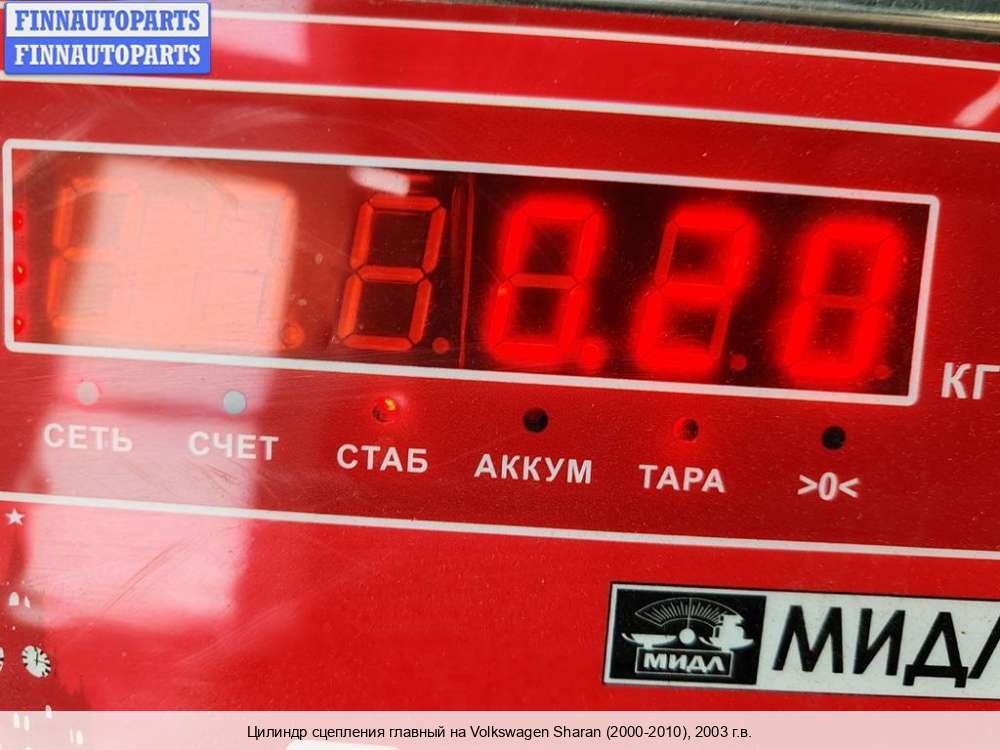 FINNAUTOPARTS
FINNAUTOPARTS
0.20
КГ
СЕТЬ СЧЕТ СТАБ АККУМ ТАРА >0<
МИДЛ МИДЛ
Цилиндр сцепления главный на Volkswagen Sharan (2000-2010), 2003 г.в.